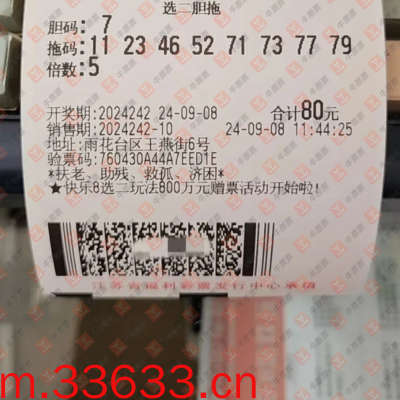 选二胆拖
胆码: 7
拖码:11 23 46 52 71 73 77 79
倍数:5
开奖期:2024242 24-09-08 合计80元
销售期:2024242-10 24-09-08 11:44:25
地址:雨花台区王燕街6号
验票码:760430A44A7EED1E
*扶老、助残、救孤、济困*
★快乐8选二玩法800万元赠票活动开始啦!
江苏省福利彩票发行中心承销
m.33633.cn